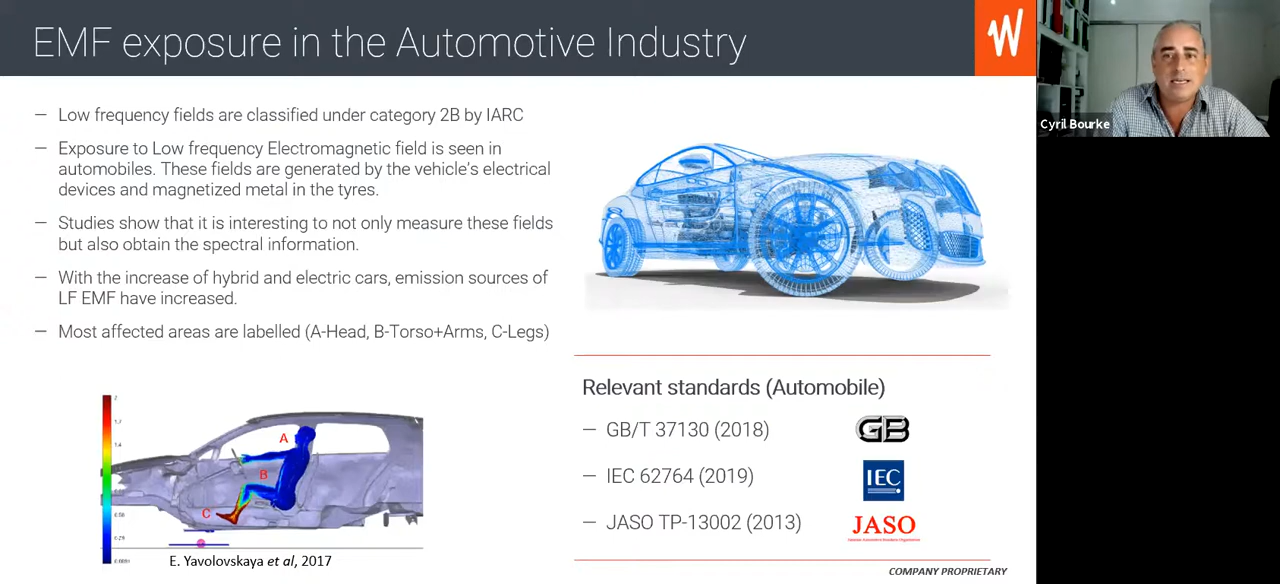 EMF exposure in the Automotive Industry
W
Cyril Bourke
— Low frequency fields are classified under category 2B by IARC
— Exposure to Low frequency Electromagnetic field is seen in
automobiles. These fields are generated by the vehicle's electrical
devices and magnetized metal in the tyres.
— Studies show that it is interesting to not only measure these fields
but also obtain the spectral information.
— With the increase of hybrid and electric cars, emission sources of
LF EMF have increased.
— Most affected areas are labelled (A-Head, B-Torso+Arms, C-Legs)
A
B
C
E. Yavolovskaya et al, 2017
Relevant standards (Automobile)
— GB/T 37130 (2018)
GB
— IEC 62764 (2019)
IEC
— JASO TP-13002 (2013)
JASO
COMPANY PROPRIETARY